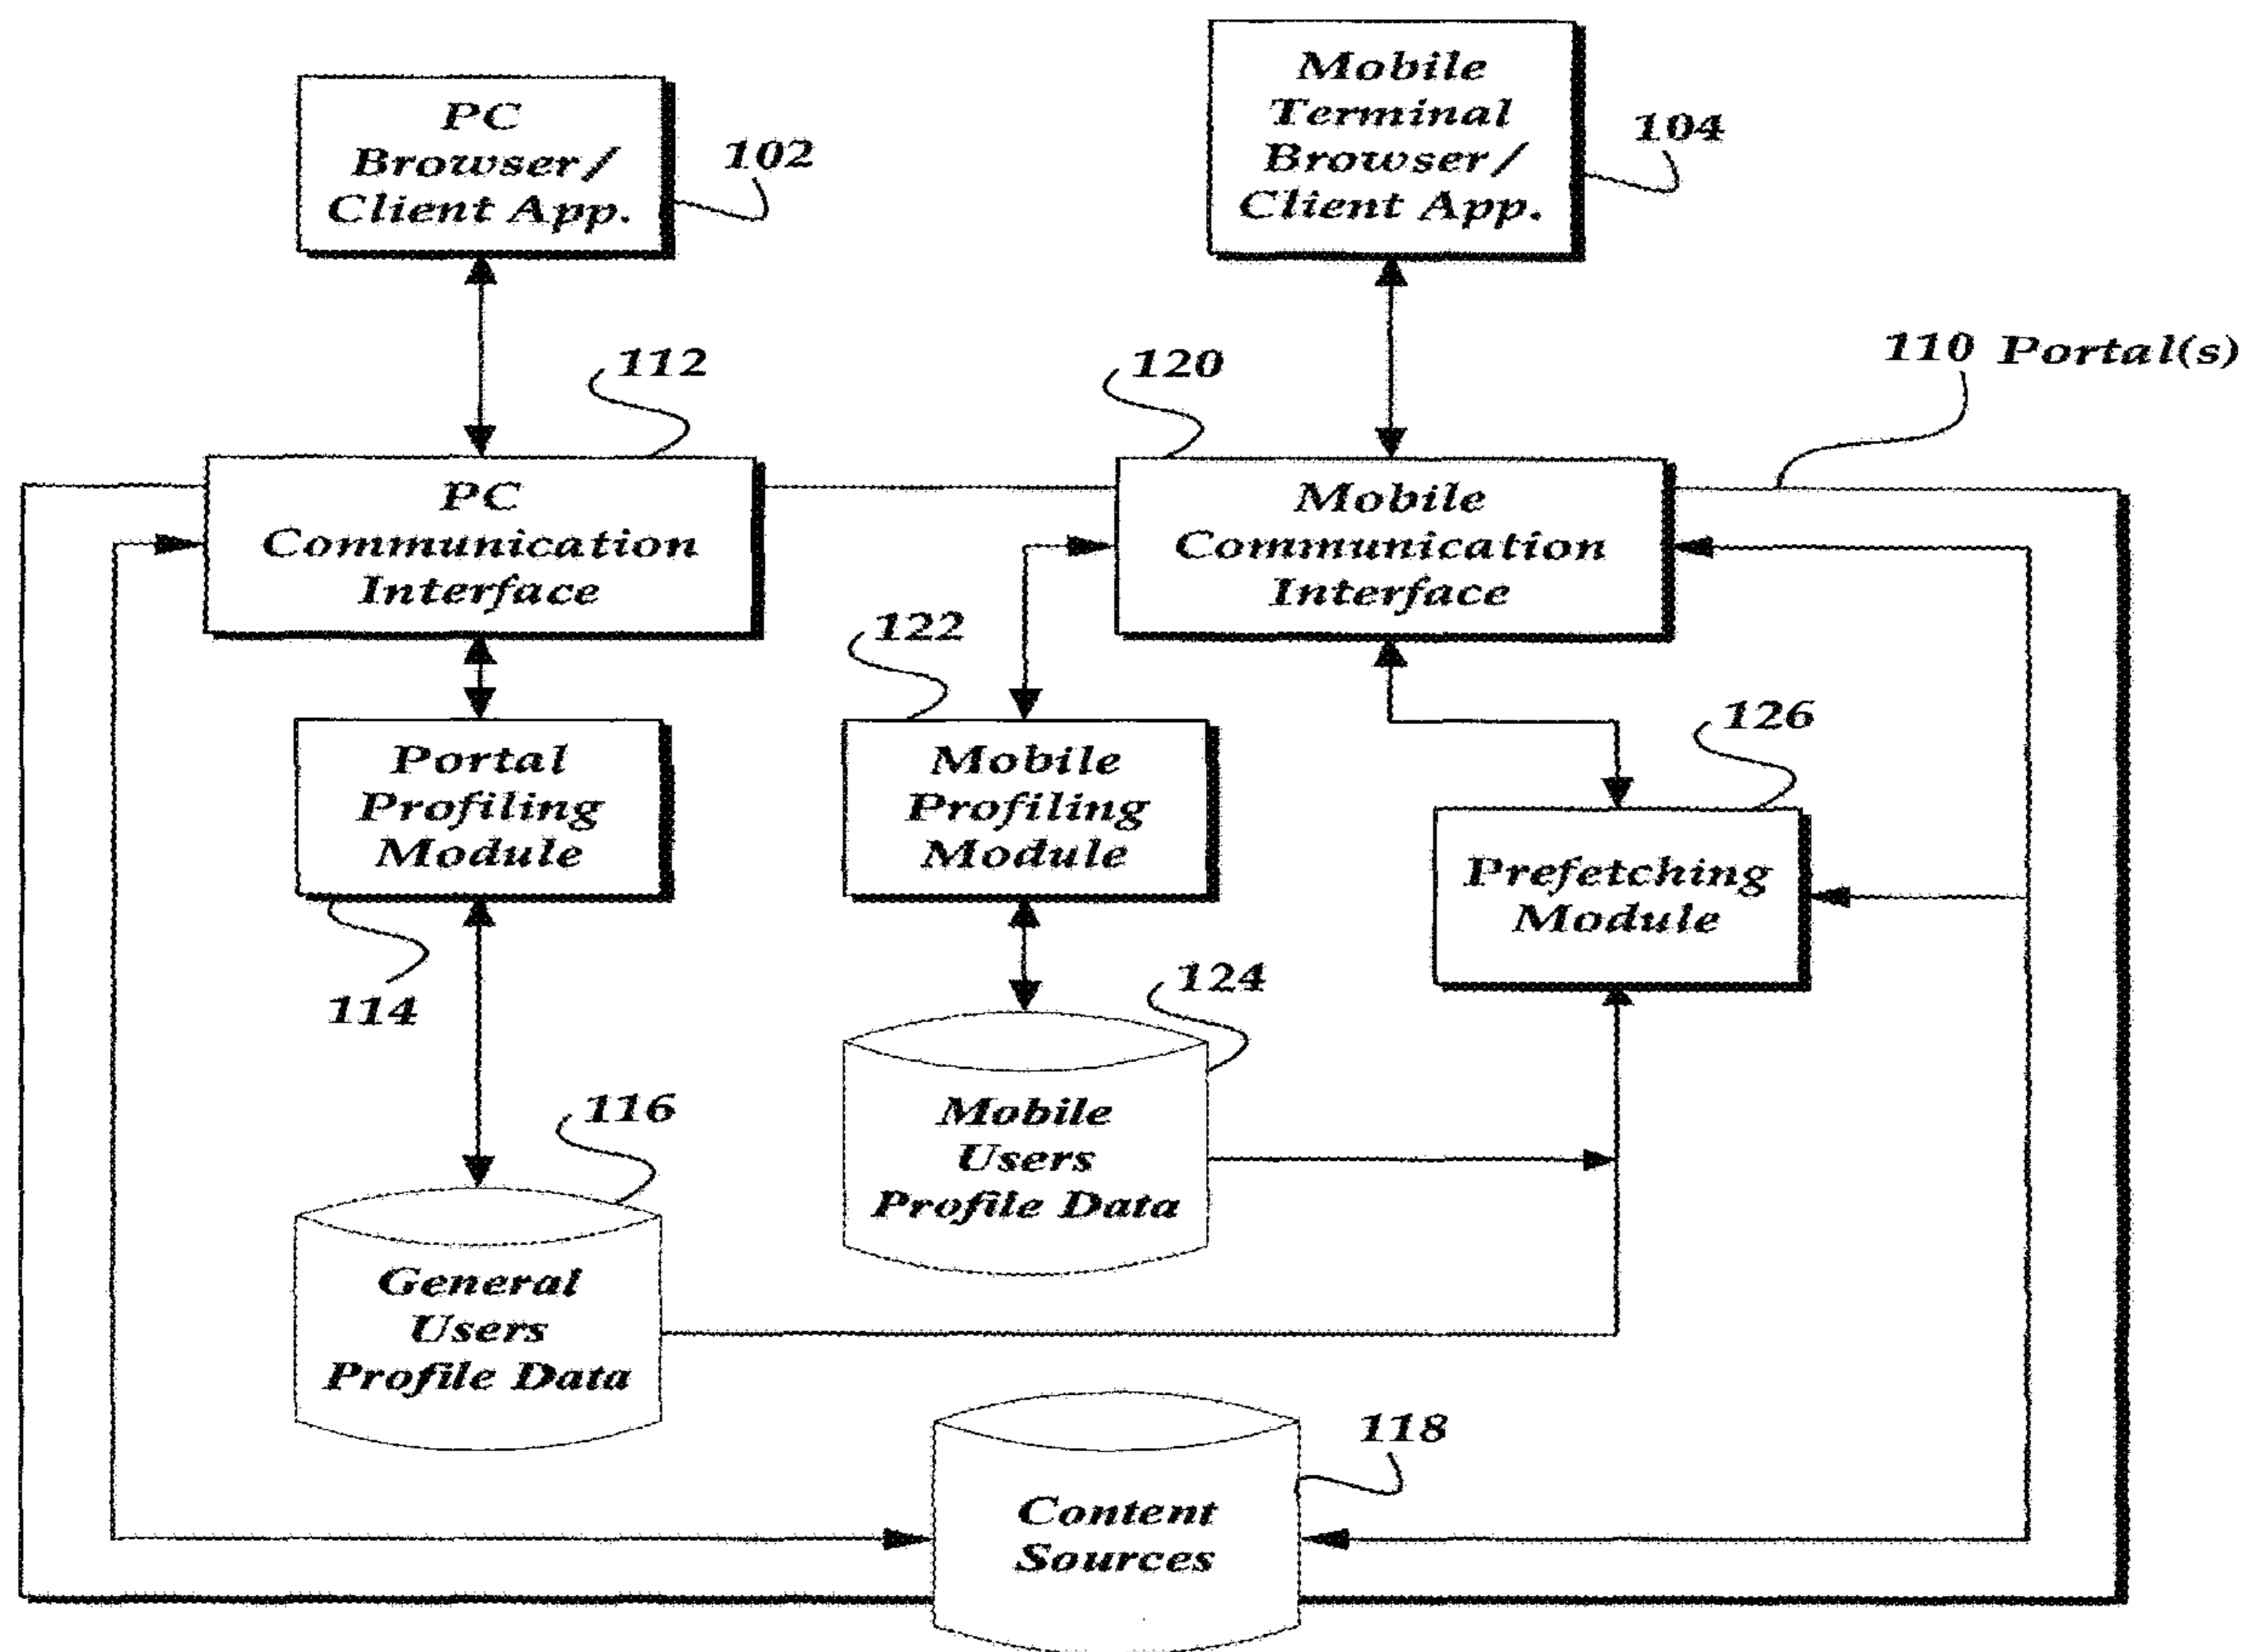 PC
Browser/
Client App.
102
Mobile
Terminal
Browser/
Client App.
104
112
120
110 Portal(s)
PC
Communication
Interface
Mobile
Communication
Interface
122
Portal
Profiling
Module
114
Mobile
Profiling
Module
126
Prefetching
Module
124
Mobile
Users
Profile Data
116
General
Users
Profile Data
118
Content
Sources